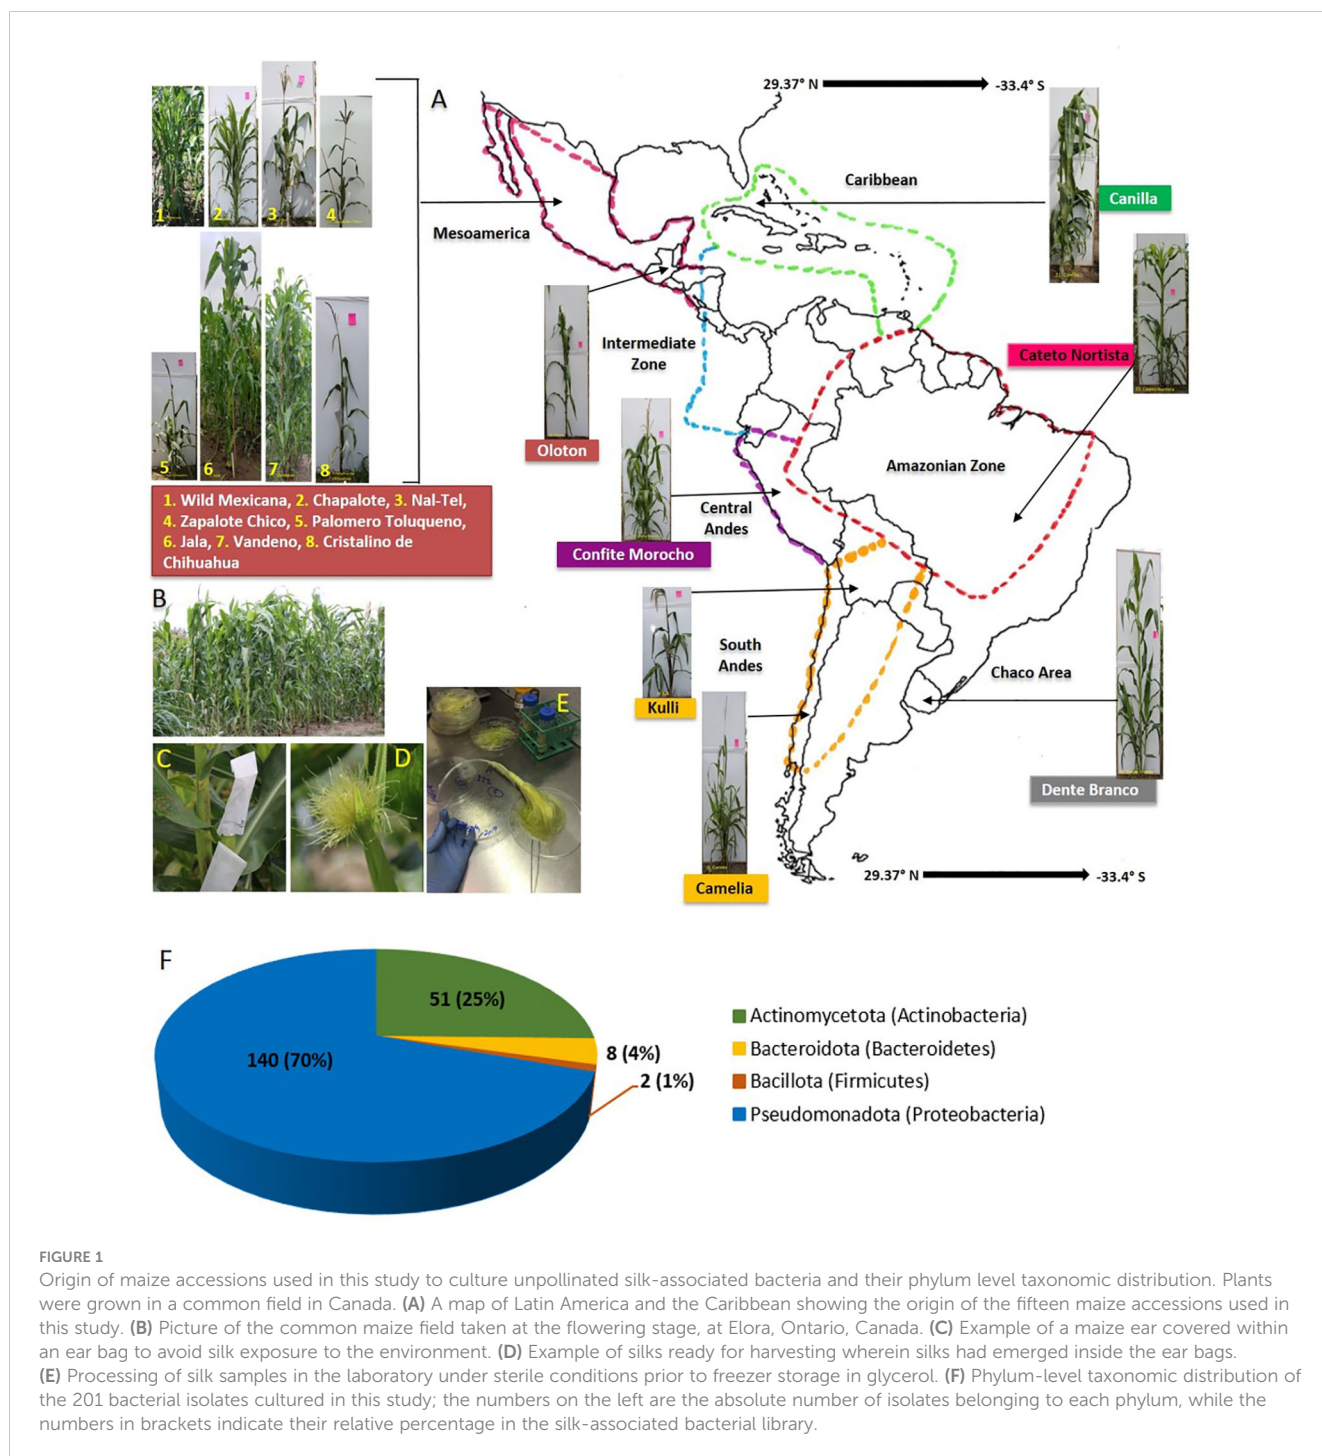 A
29.37° N
-33.4° S
1
2
3
4
Caribbean
Canilla
Mesoamerica
Intermediate
Zone
Cateto Nortista
Oloton
5
6
7
8
Amazonian Zone
1. Wild Mexicana, 2. Chapalote, 3. Nal-Tel,
4. Zapalote Chico, 5. Palomero Toluqueno,
6. Jala, 7. Vandeno, 8. Cristalino de
Chihuahua
Central
Andes
Confite Morocho
South
Andes
Kulli
Chaco Area
Dente Branco
Camelia
29.37° N
-33.4° S
B
C
D
E
F
51 (25%)
140 (70%)
8 (4%)
2 (1%)
Actinomycetota (Actinobacteria)
Bacteroidota (Bacteroidetes)
Bacillota (Firmicutes)
Pseudomonadota (Proteobacteria)
FIGURE 1
Origin of maize accessions used in this study to culture unpollinated silk-associated bacteria and their phylum level taxonomic distribution. Plants
were grown in a common field in Canada. (A) A map of Latin America and the Caribbean showing the origin of the fifteen maize accessions used in
this study. (B) Picture of the common maize field taken at the flowering stage, at Elora, Ontario, Canada. (C) Example of a maize ear covered within
an ear bag to avoid silk exposure to the environment. (D) Example of silks ready for harvesting wherein silks had emerged inside the ear bags.
(E) Processing of silk samples in the laboratory under sterile conditions prior to freezer storage in glycerol. (F) Phylum-level taxonomic distribution of
the 201 bacterial isolates cultured in this study; the numbers on the left are the absolute number of isolates belonging to each phylum, while the
numbers in brackets indicate their relative percentage in the silk-associated bacterial library.